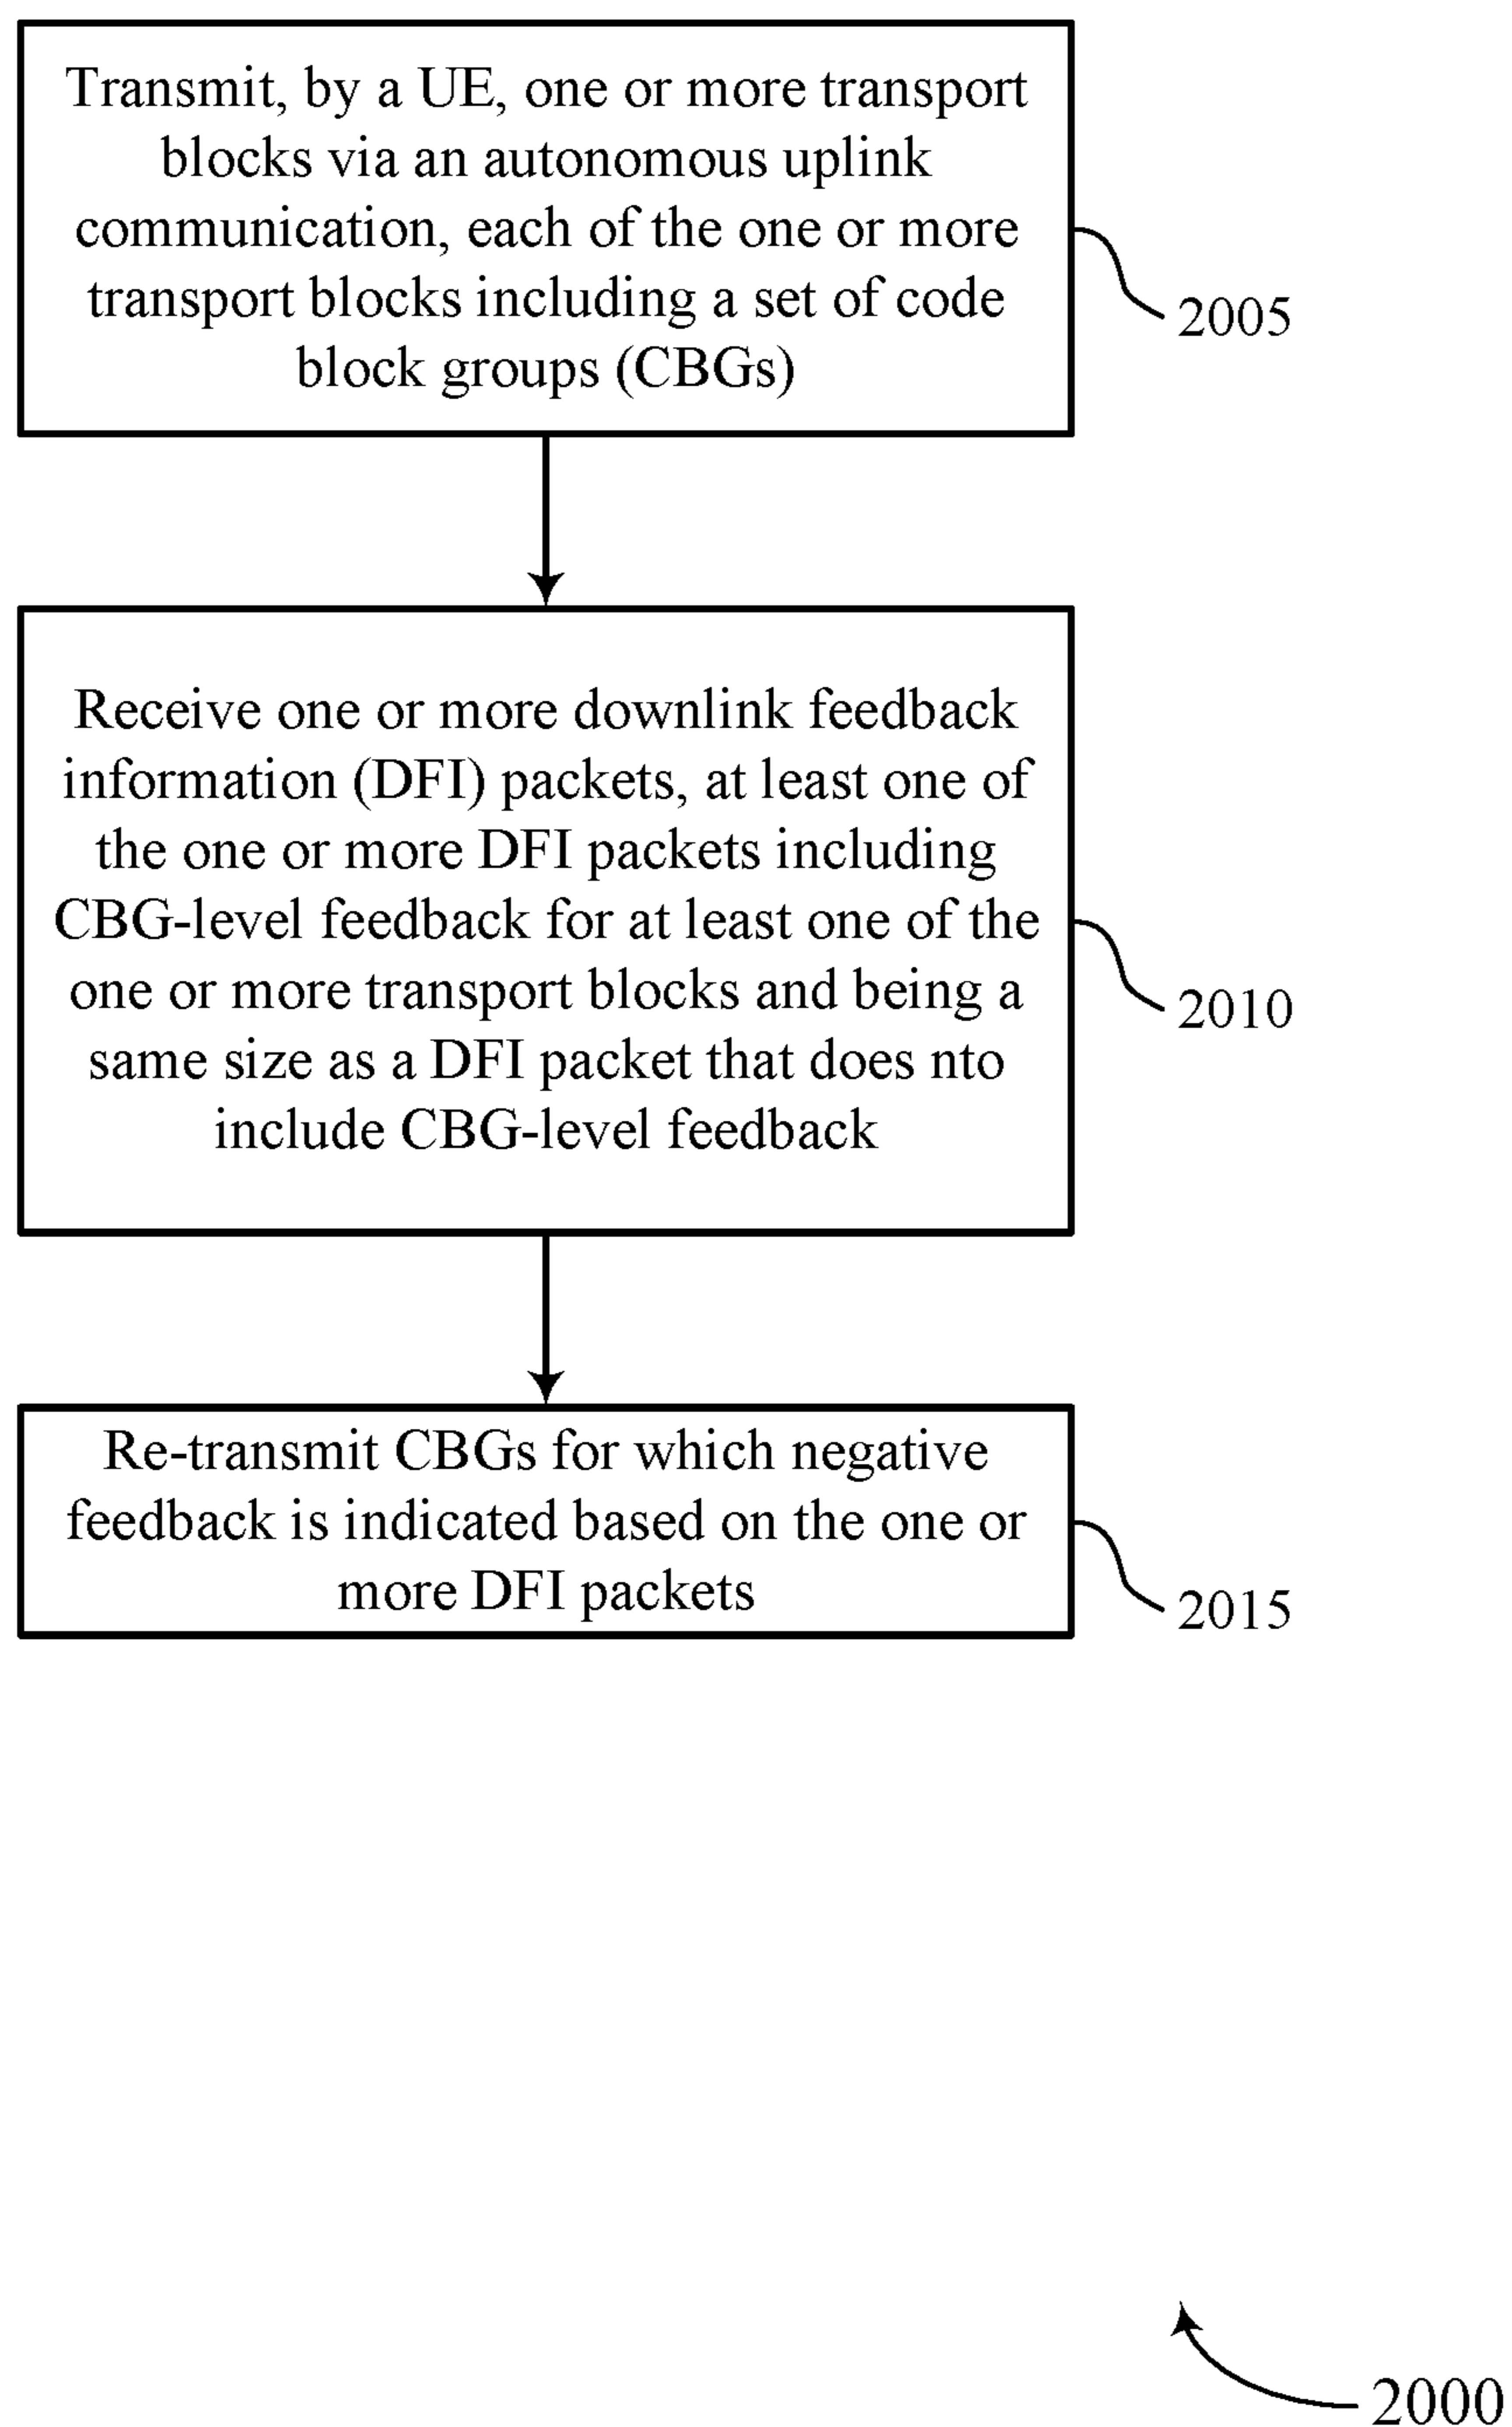 Transmit, by a UE, one or more transport
blocks via an autonomous uplink
communication, each of the one or more
transport blocks including a set of code
block groups (CBGs)
2005
Receive one or more downlink feedback
information (DFI) packets, at least one of
the one or more DFI packets including
CBG-level feedback for at least one of the
one or more transport blocks and being a
same size as a DFI packet that does nto
include CBG-level feedback
2010
Re-transmit CBGs for which negative
feedback is indicated based on the one or
more DFI packets
2015
2000